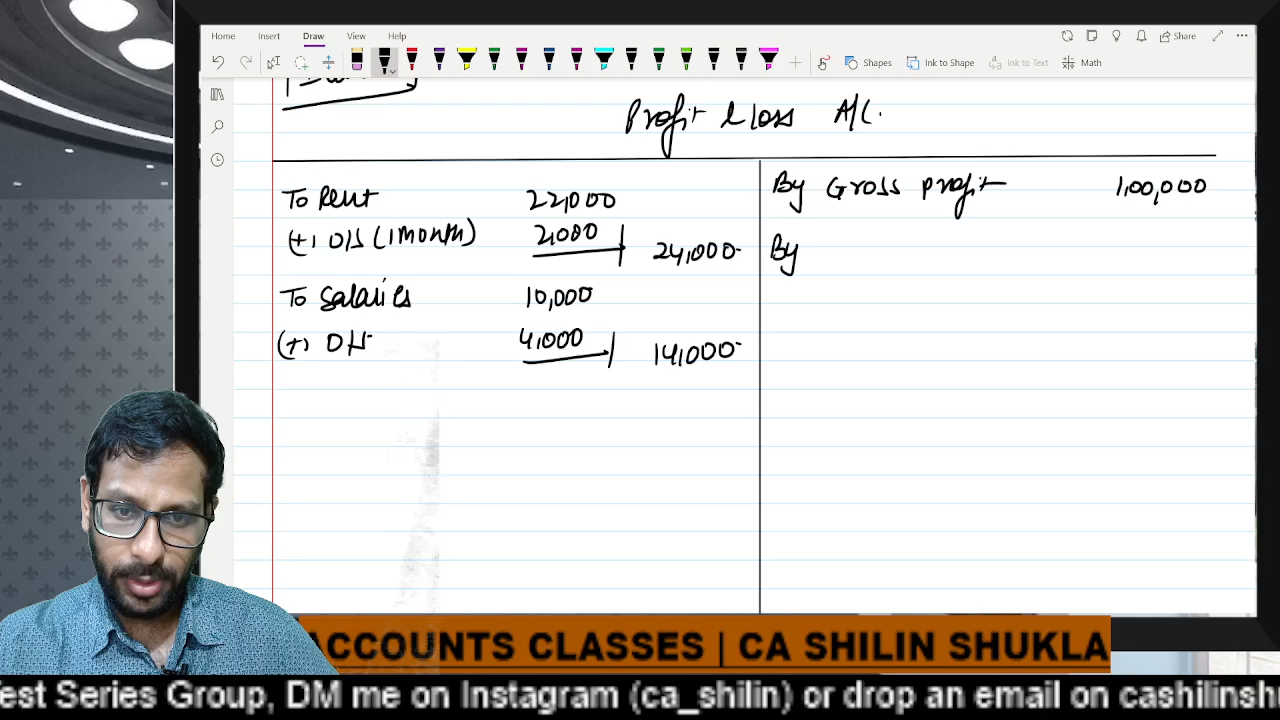 Home Insert Draw View Help
Share
Shapes Ink to Shape Ink to Text Math
Profit & loss A/C.
To Rent 22,000
(+) O/S (1 month) 2,000 24,000
To Salaries 10,000
(+) O/S 4,000 14,000
By Gross profit 1,00,000
By
ACCOUNTS CLASSES | CA SHILIN SHUKLA
est Series Group, DM me on Instagram (ca_shilin) or drop an email on cashilinsh